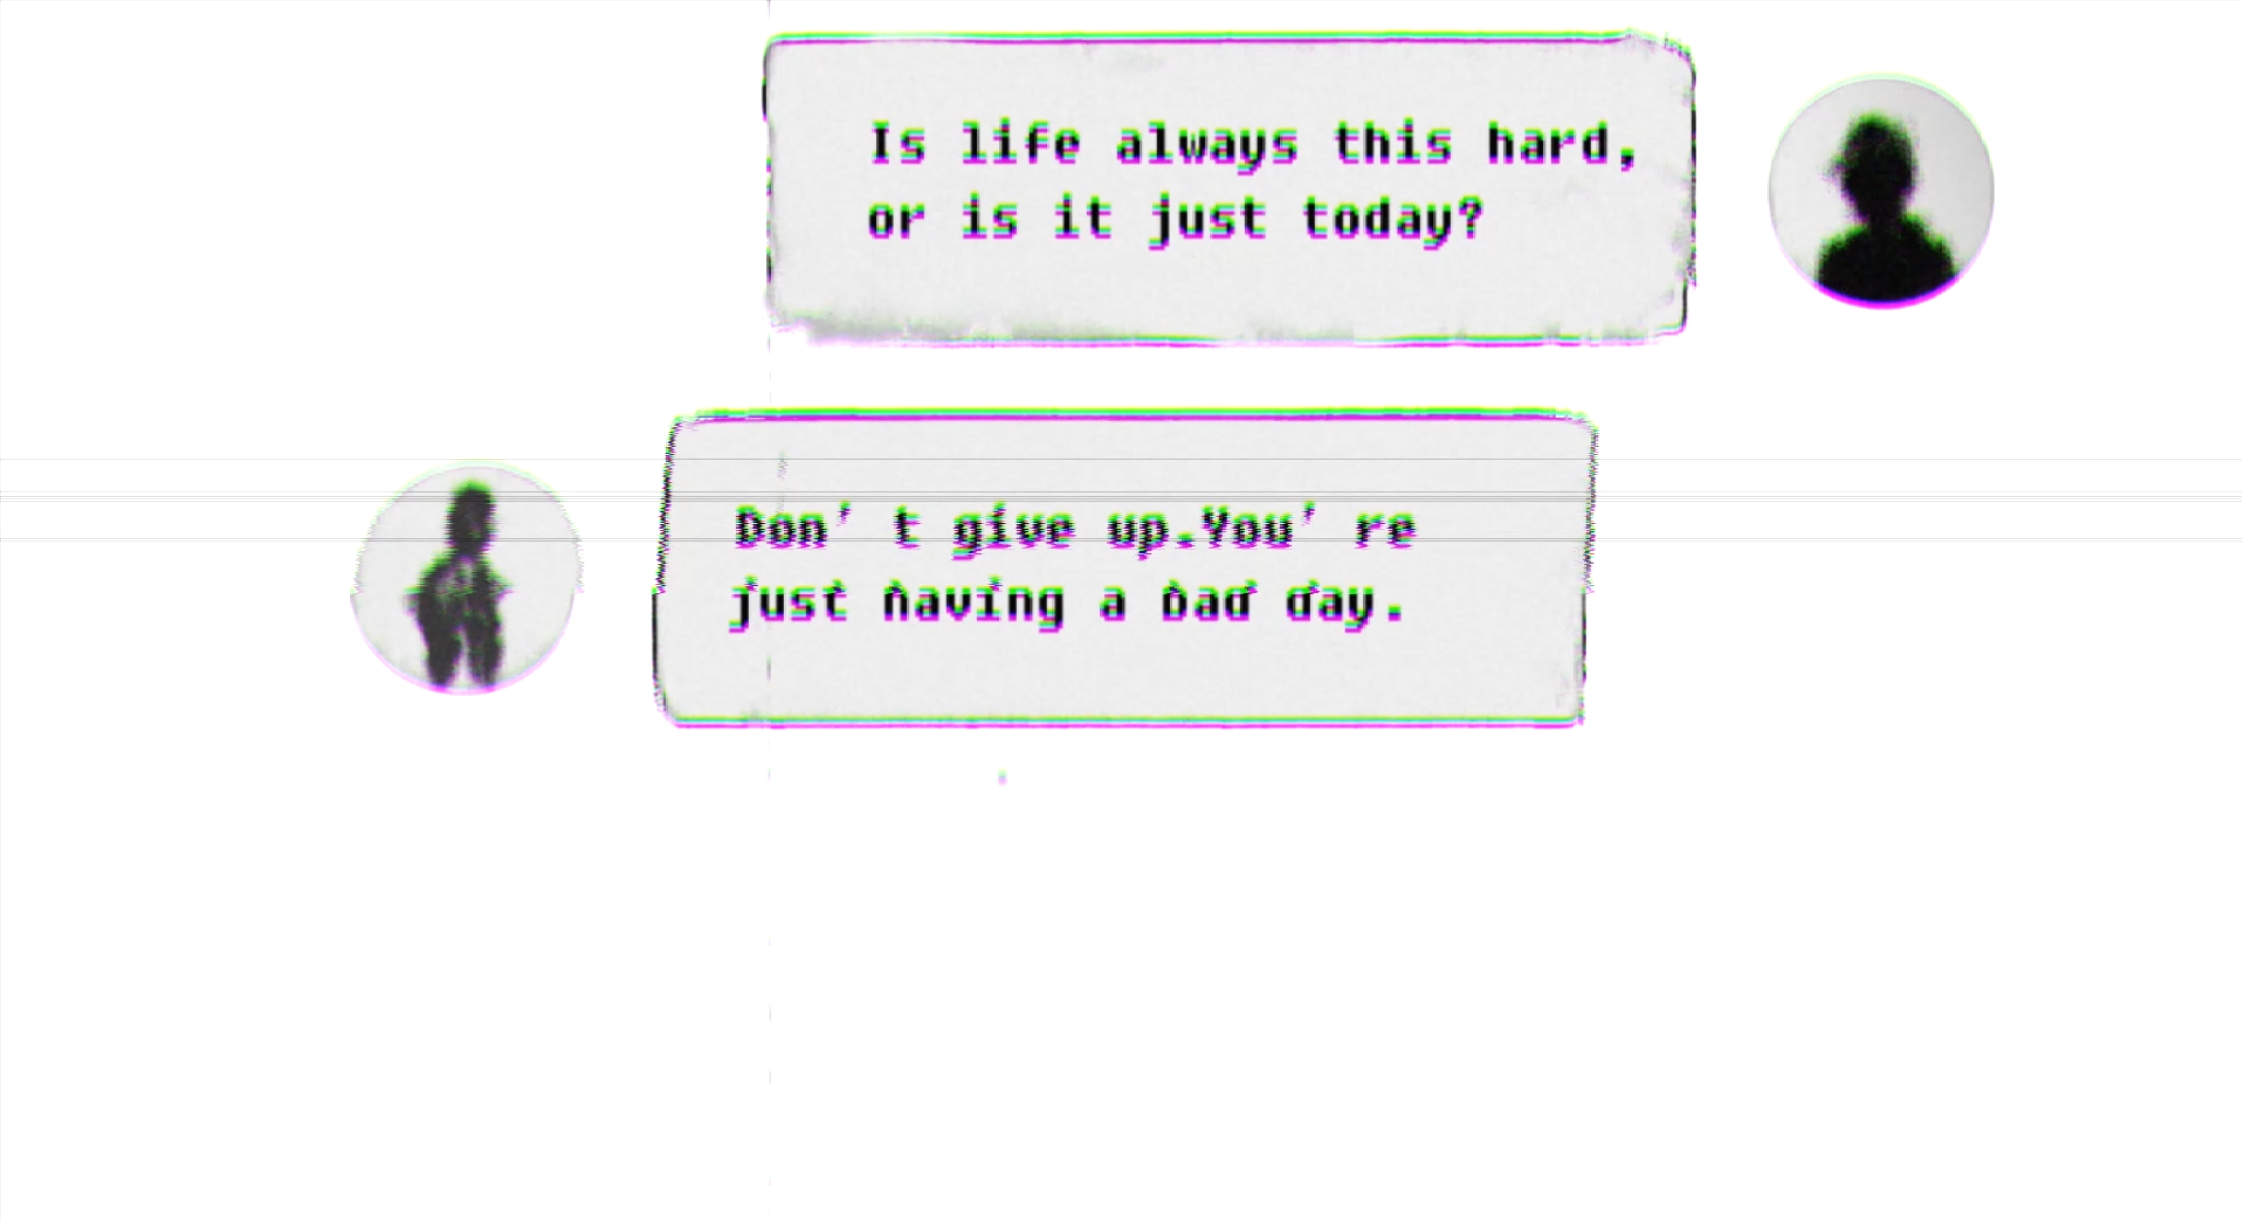 Is life always this hard,
or is it just today?
Don' t give up.You' re
just having a bad day.